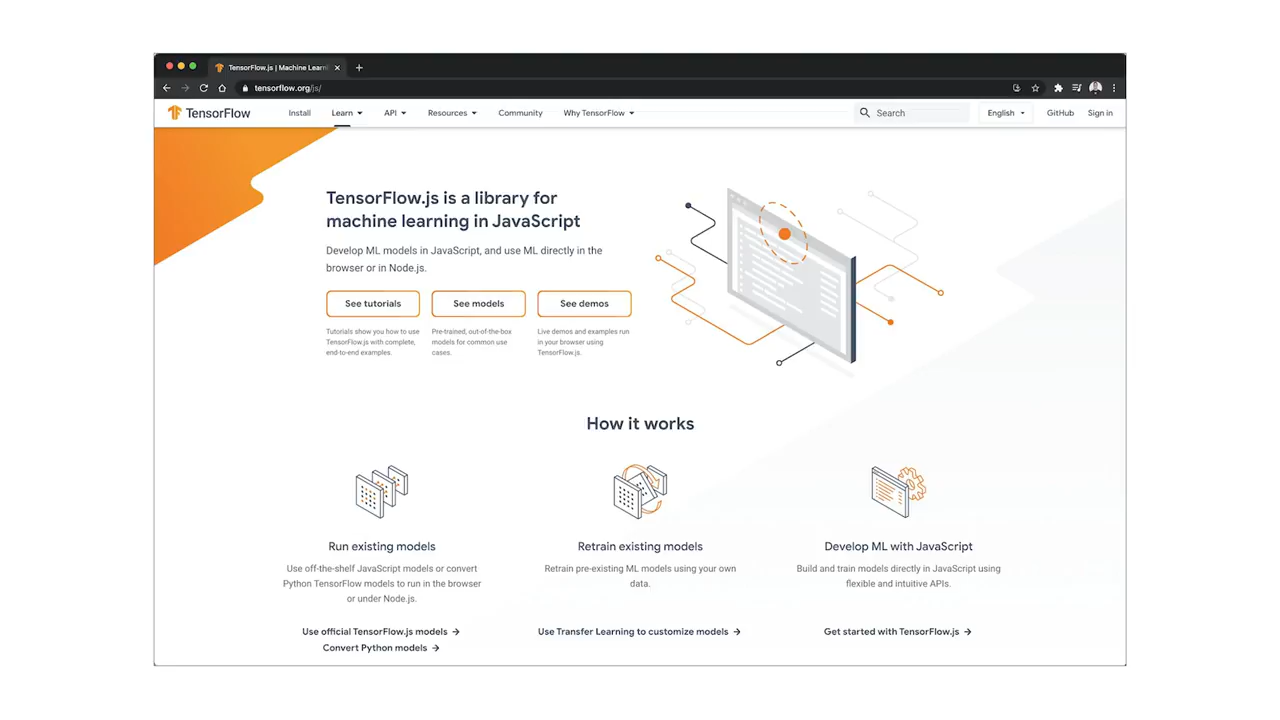 TensorFlow.js | Machine Learn
tensorflow.org/js/
TensorFlow Install Learn API Resources Community Why TensorFlow Search English GitHub Sign in
TensorFlow.js is a library for
machine learning in JavaScript
Develop ML models in JavaScript, and use ML directly in the
browser or in Node.js.
See tutorials
Tutorials show you how to use
TensorFlow.js with complete,
end-to-end examples.
See models
Pre-trained, out-of-the-box
models for common use
cases.
See demos
Live demos and examples run
in your browser using
TensorFlow.js.
How it works
Run existing models
Use off-the-shelf JavaScript models or convert
Python TensorFlow models to run in the browser
or under Node.js.
Use official TensorFlow.js models →
Convert Python models →
Retrain existing models
Retrain pre-existing ML models using your own
data.
Use Transfer Learning to customize models →
Develop ML with JavaScript
Build and train models directly in JavaScript using
flexible and intuitive APIs.
Get started with TensorFlow.js →